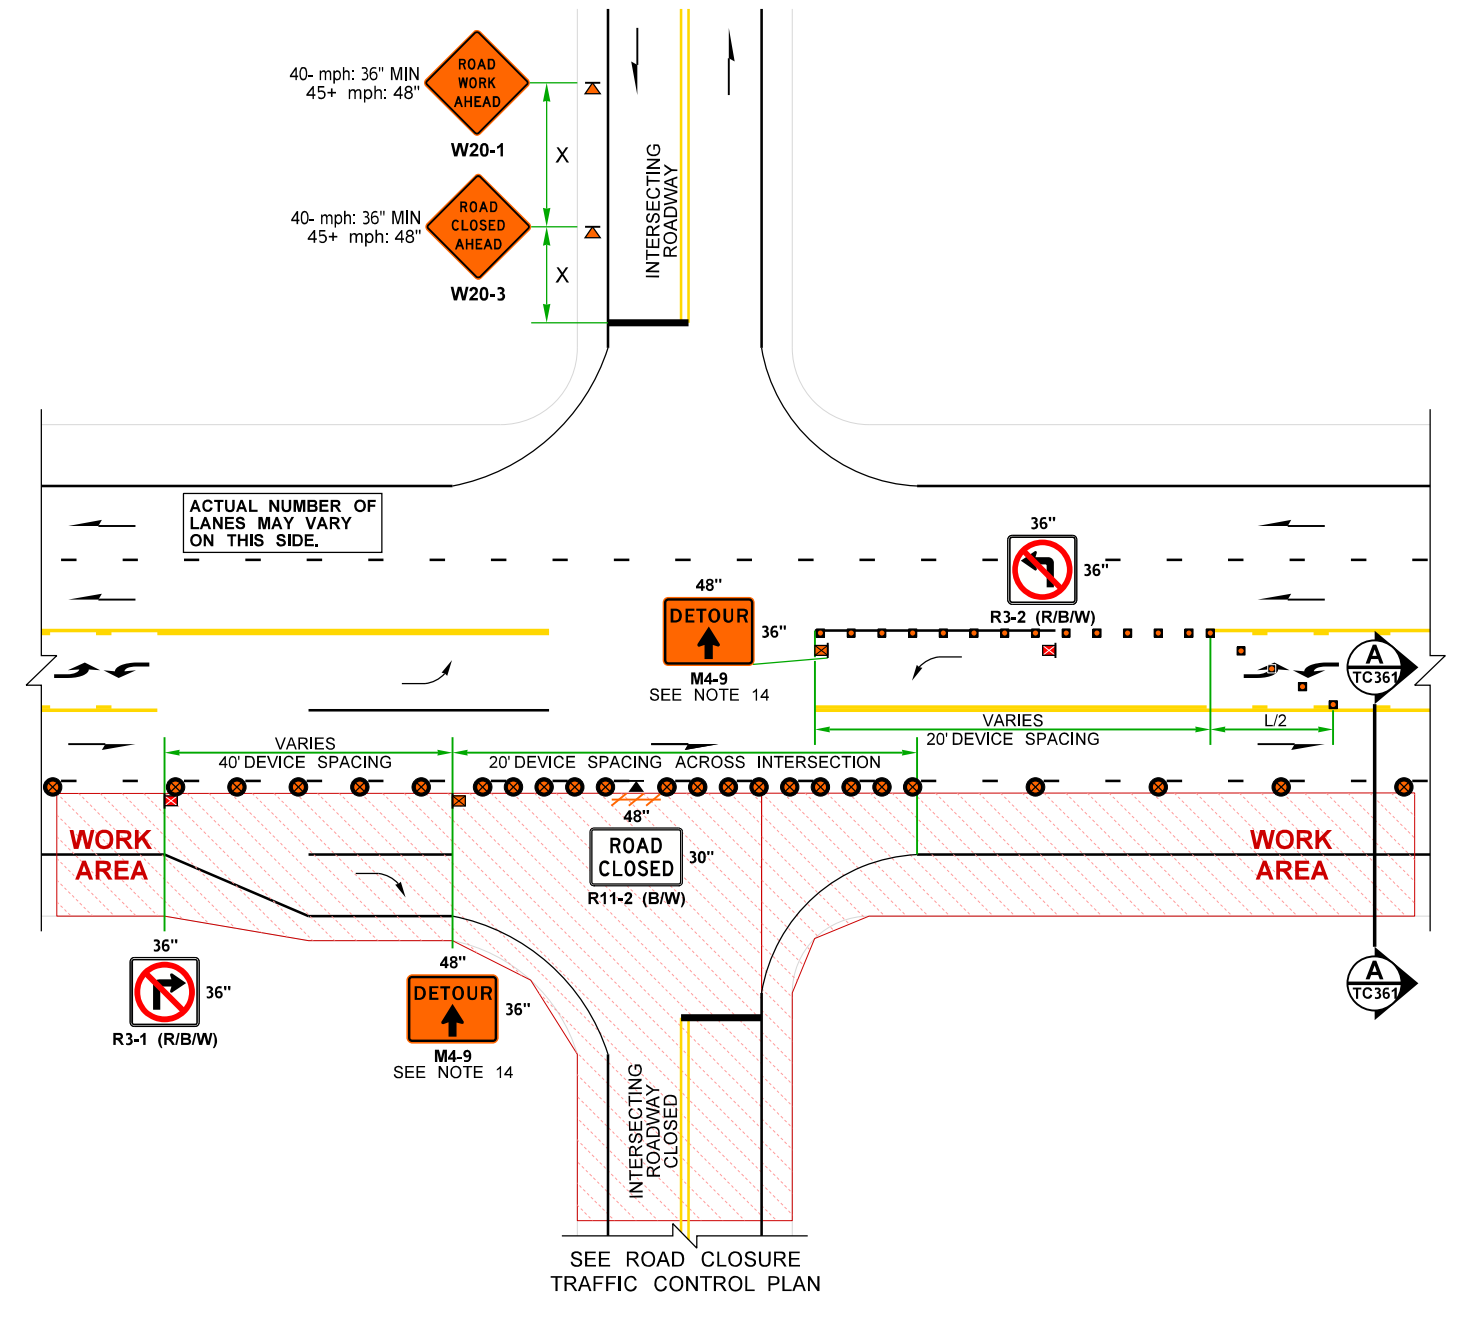 40- mph: 36" MIN
45+ mph: 48"
ROAD
WORK
AHEAD
W20-1
X
40- mph: 36" MIN
45+ mph: 48"
ROAD
CLOSED
AHEAD
W20-3
X
INTERSECTING
ROADWAY
ACTUAL NUMBER OF
LANES MAY VARY
ON THIS SIDE.
36"
36"
R3-2 (R/B/W)
48"
DETOUR
36"
M4-9
SEE NOTE 14
A
TC361
VARIES
20' DEVICE SPACING
L/2
VARIES
40' DEVICE SPACING
20' DEVICE SPACING ACROSS INTERSECTION
WORK
AREA
48"
ROAD
CLOSED
30"
R11-2 (B/W)
WORK
AREA
36"
36"
R3-1 (R/B/W)
48"
DETOUR
36"
M4-9
SEE NOTE 14
A
TC361
INTERSECTING
ROADWAY
CLOSED
SEE ROAD CLOSURE
TRAFFIC CONTROL PLAN